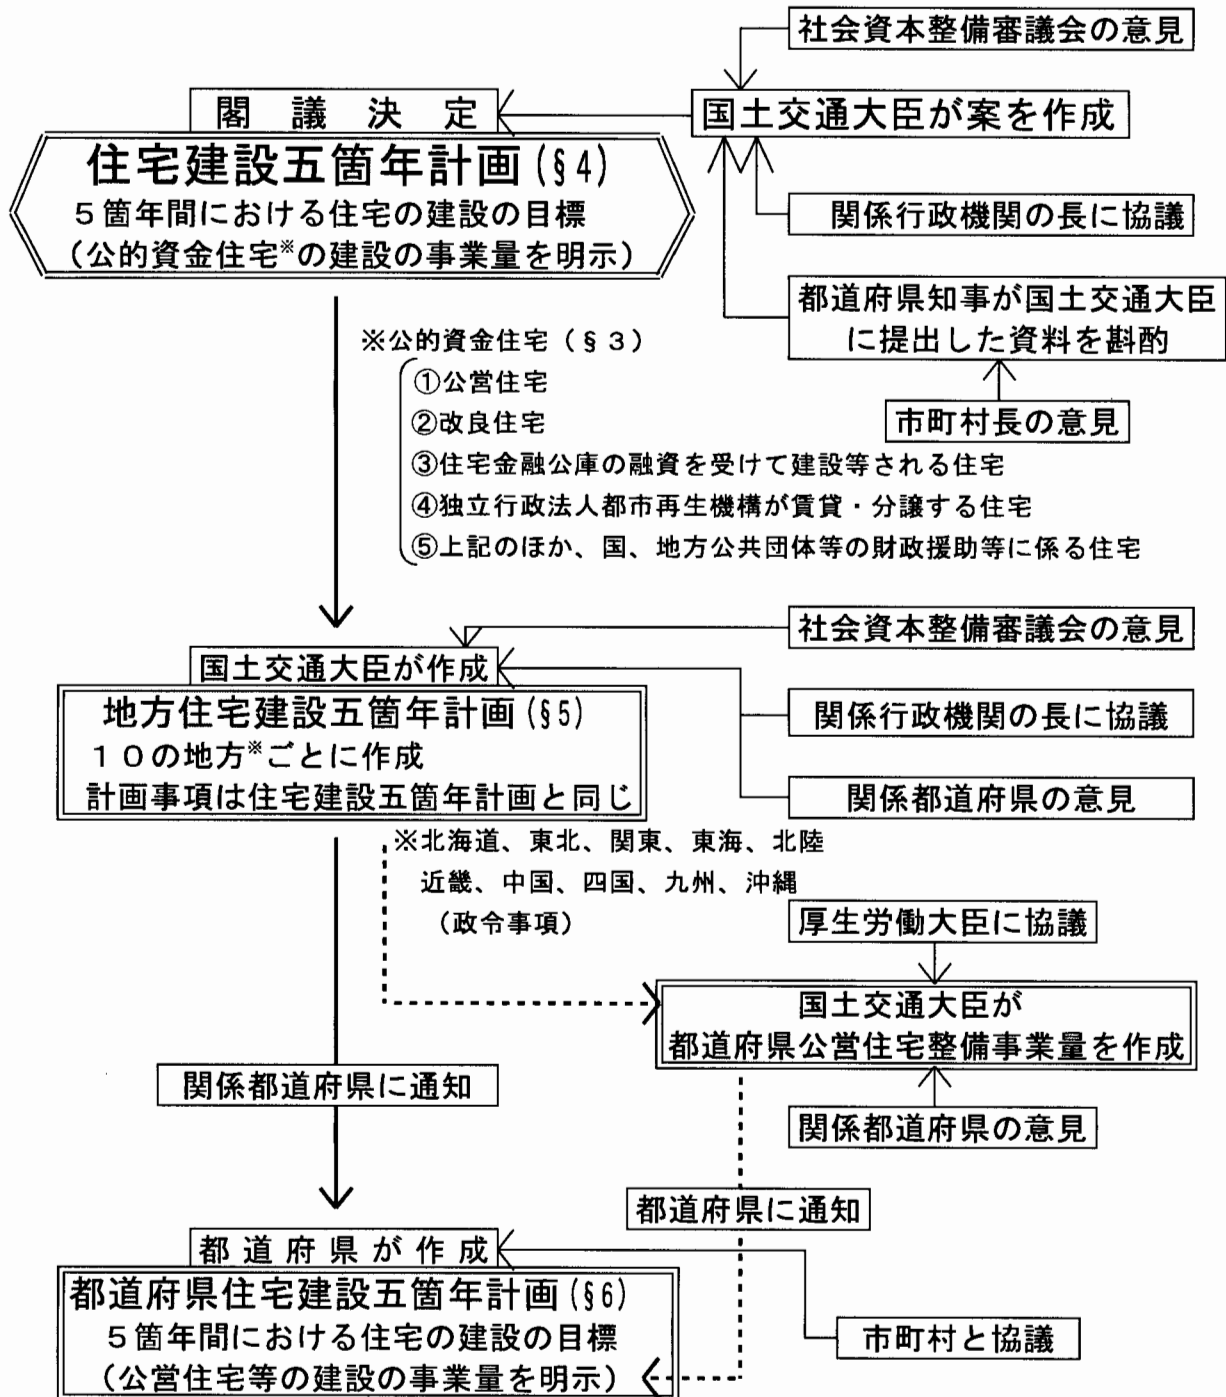 社会資本整備審議会の意見
閣議決定
国土交通大臣が案を作成
住宅建設五箇年計画(§4)
5箇年間における住宅の建設の目標
(公的資金住宅※の建設の事業量を明示)
関係行政機関の長に協議
都道府県知事が国土交通大臣
に提出した資料を斟酌
市町村長の意見
※公的資金住宅(§3)
①公営住宅
②改良住宅
③住宅金融公庫の融資を受けて建設等される住宅
④独立行政法人都市再生機構が賃貸・分譲する住宅
⑤上記のほか、国、地方公共団体等の財政援助等に係る住宅
社会資本整備審議会の意見
国土交通大臣が作成
地方住宅建設五箇年計画(§5)
10の地方※ごとに作成
計画事項は住宅建設五箇年計画と同じ
関係行政機関の長に協議
関係都道府県の意見
※北海道、東北、関東、東海、北陸
近畿、中国、四国、九州、沖縄
(政令事項)
厚生労働大臣に協議
国土交通大臣が
都道府県公営住宅整備事業量を作成
関係都道府県に通知
関係都道府県の意見
都道府県に通知
都道府県が作成
都道府県住宅建設五箇年計画(§6)
5箇年間における住宅の建設の目標
(公営住宅等の建設の事業量を明示)
市町村と協議